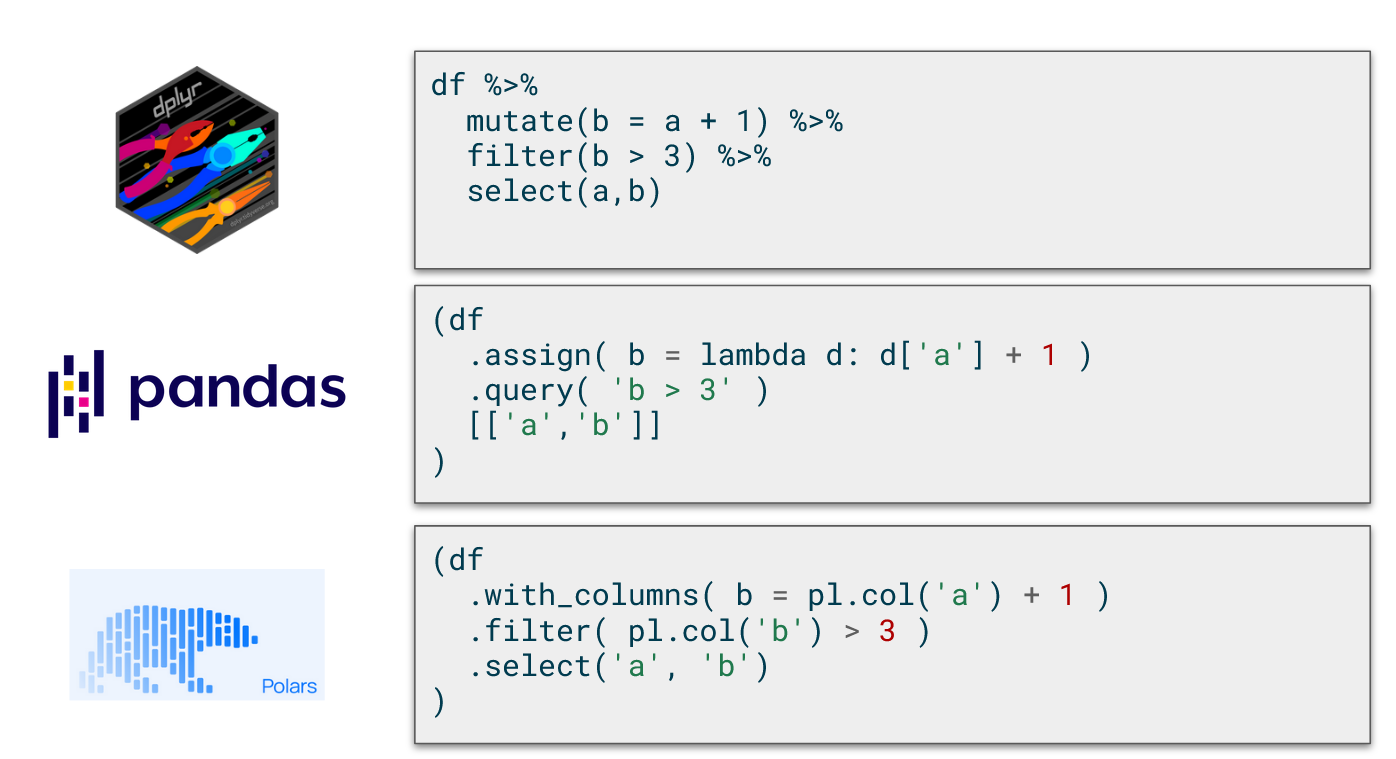 dplyr
df %>%
  mutate(b = a + 1) %>%
  filter(b > 3) %>%
  select(a,b)
pandas
(df
  .assign( b = lambda d: d['a'] + 1 )
  .query( 'b > 3' )
  [['a','b']]
)
Polars
(df
  .with_columns( b = pl.col('a') + 1 )
  .filter( pl.col('b') > 3 )
  .select('a', 'b')
)